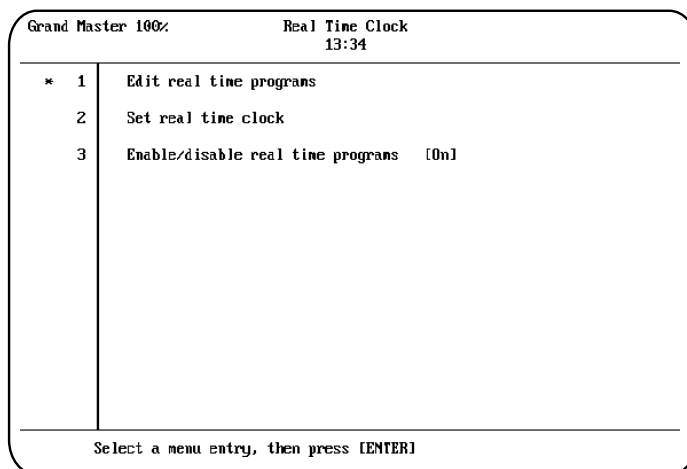 Grand Master 100% Real Time Clock
13:34
* 1 Edit real time programs
2 Set real time clock
3 Enable/disable real time programs [On]
Select a menu entry, then press [ENTER]